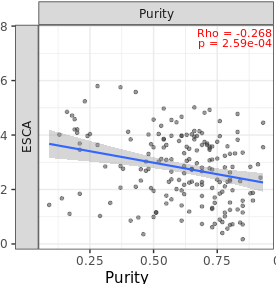 Purity
Rho = -0.268
p = 2.59e-04
ESCA
8
6
4
2
0
0.25
0.50
0.75
Purity